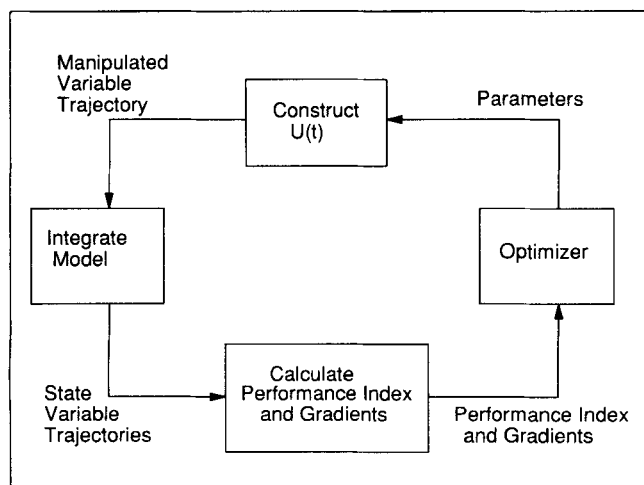 Manipulated
Variable
Trajectory
Construct
U(t)
Parameters
Integrate
Model
Optimizer
Calculate
Performance Index
and Gradients
State
Variable
Trajectories
Performance Index
and Gradients